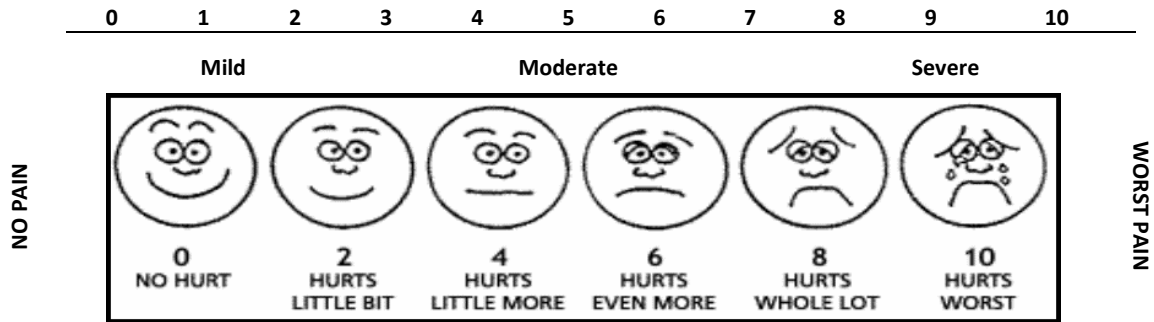 0 1 2 3 4 5 6 7 8 9 10
Mild Moderate Severe
NO PAIN
0 2 4 6 8 10
NO HURT HURTS HURTS HURTS HURTS HURTS
LITTLE BIT LITTLE MORE EVEN MORE WHOLE LOT WORST
WORST PAIN